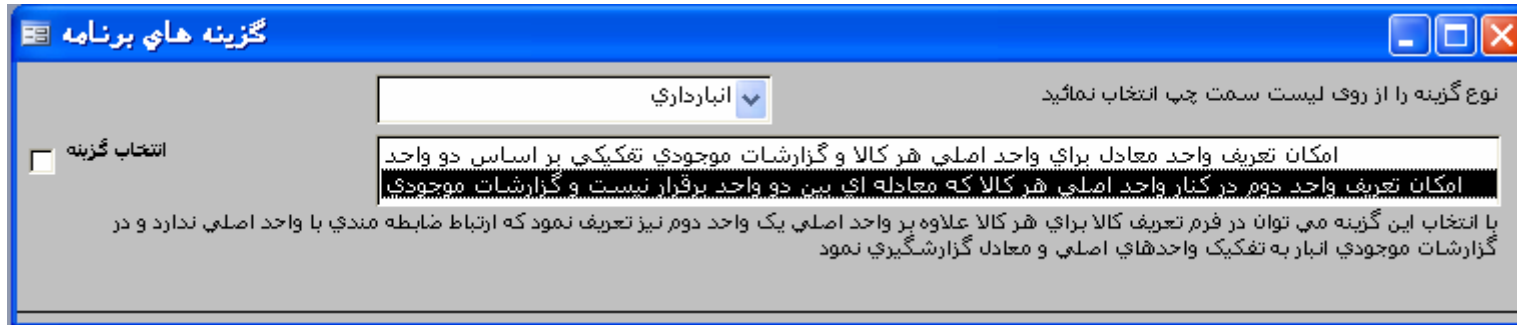 گزينه هاي برنامه
نوع گزینه را از روی لیست سمت چپ انتخاب نمائید
انبارداري
انتخاب گزينه
امکان تعريف واحد معادل براي واحد اصلي هر کالا و گزارشات موجودي تفکيکي بر اساس دو واحد
امکان تعريف واحد دوم در کنار واحد اصلي هر کالا که معادله اي بين دو واحد برقرار نيست و گزارشات موجودي
با انتخاب اين گزينه مي توان در فرم تعريف کالا براي هر کالا علاوه بر واحد اصلي يک واحد دوم نيز تعريف نمود که ارتباط ضابطه مندي با واحد اصلي ندارد و در
گزارشات موجودي انبار به تفکيک واحدهاي اصلي و معادل گزارشگيري نمود